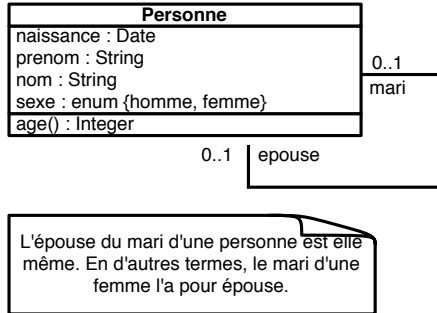 Personne
naissance : Date
prenom : String
nom : String
sexe : enum {homme, femme}
age() : Integer
0..1
mari
0..1
epouse
L'épouse du mari d'une personne est elle
même. En d'autres termes, le mari d'une
femme l'a pour épouse.